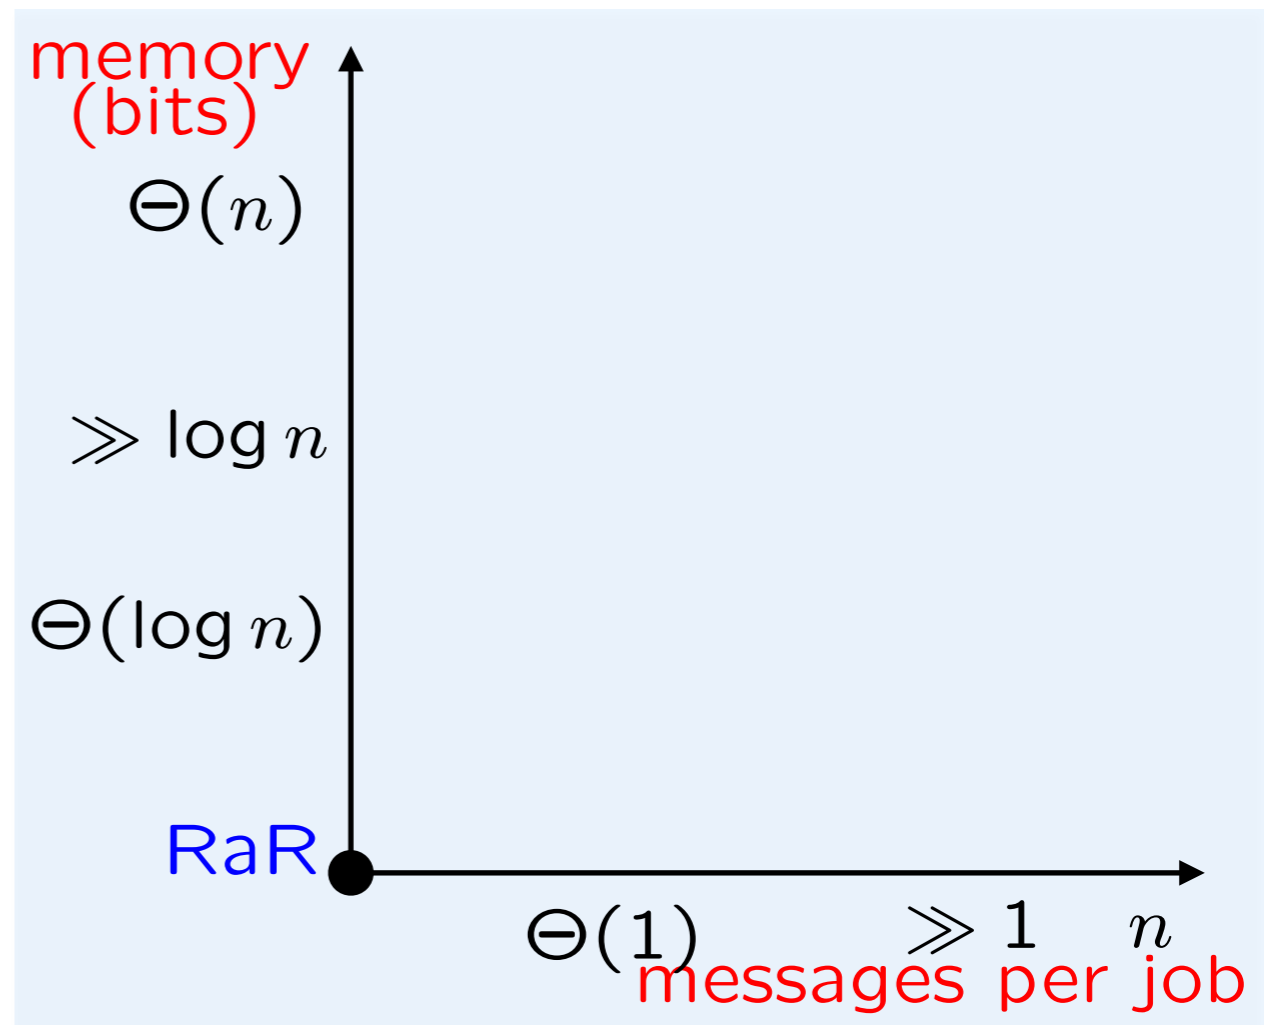 memory
(bits)
Θ(n)
≫ log n
Θ(log n)
RaR
Θ(1) ≫ 1 n
messages per job